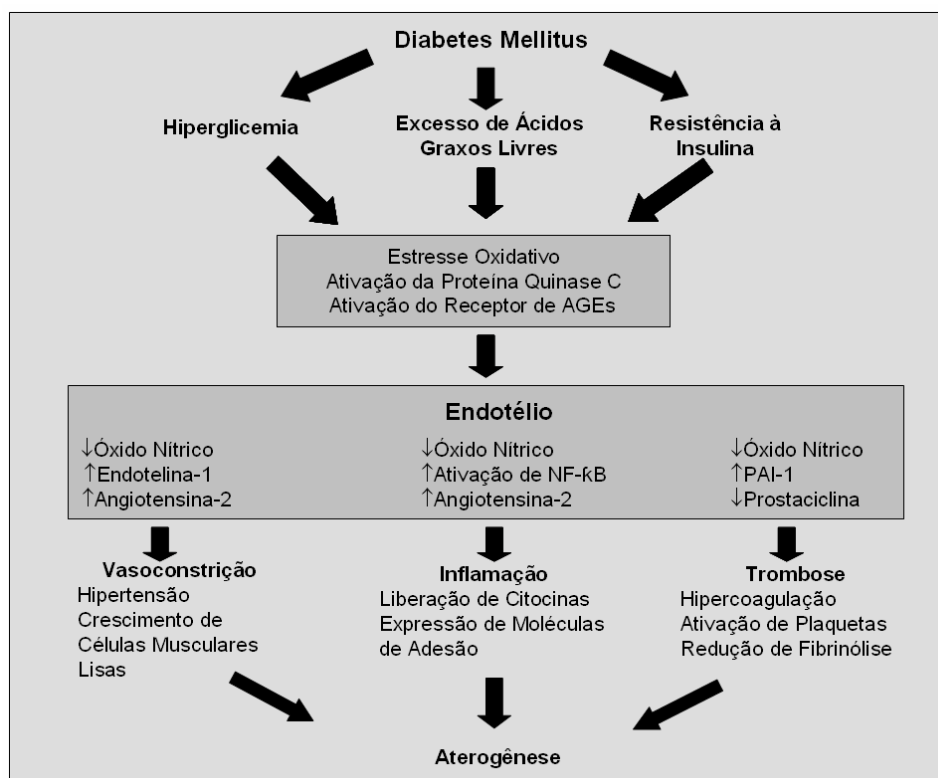 Diabetes Mellitus
Hiperglicemia
Excesso de Ácidos
Graxos Livres
Resistência à
Insulina
Estresse Oxidativo
Ativação da Proteína Quinase C
Ativação do Receptor de AGEs
Endotélio
↓Óxido Nítrico
↑Endotelina-1
↑Angiotensina-2
↓Óxido Nítrico
↑Ativação de NF-ƙB
↑Angiotensina-2
↓Óxido Nítrico
↑PAI-1
↓Prostaciclina
Vasoconstrição
Hipertensão
Crescimento de
Células Musculares
Lisas
Inflamação
Liberação de Citocinas
Expressão de Moléculas
de Adesão
Trombose
Hipercoagulação
Ativação de Plaquetas
Redução de Fibrinólise
Aterogênese